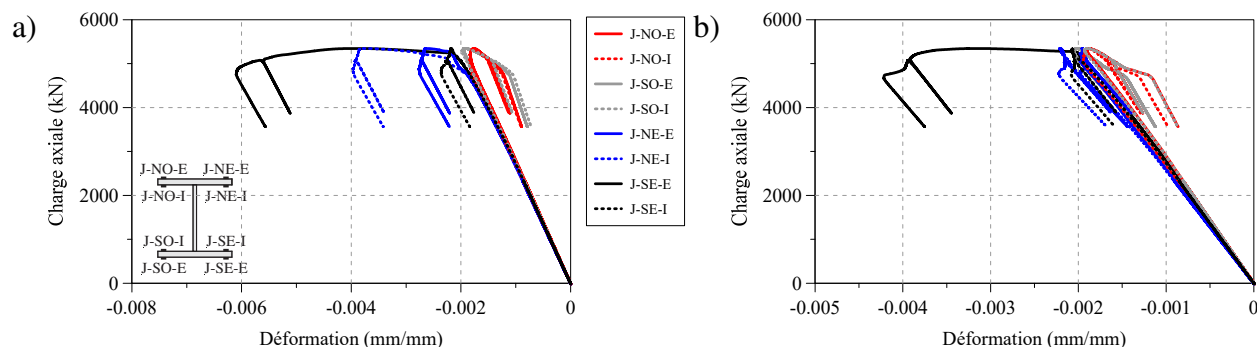 a)
Charge axiale (kN)
6000
4000
2000
0
-0.008 -0.006 -0.004 -0.002 0
Déformation (mm/mm)
J-NO-E J-NE-E
J-NO-I J-NE-I
J-SO-I J-SE-I
J-SO-E J-SE-E
J-NO-E
J-NO-I
J-SO-E
J-SO-I
J-NE-E
J-NE-I
J-SE-E
J-SE-I
b)
Charge axiale (kN)
6000
4000
2000
0
-0.005 -0.004 -0.003 -0.002 -0.001 0
Déformation (mm/mm)